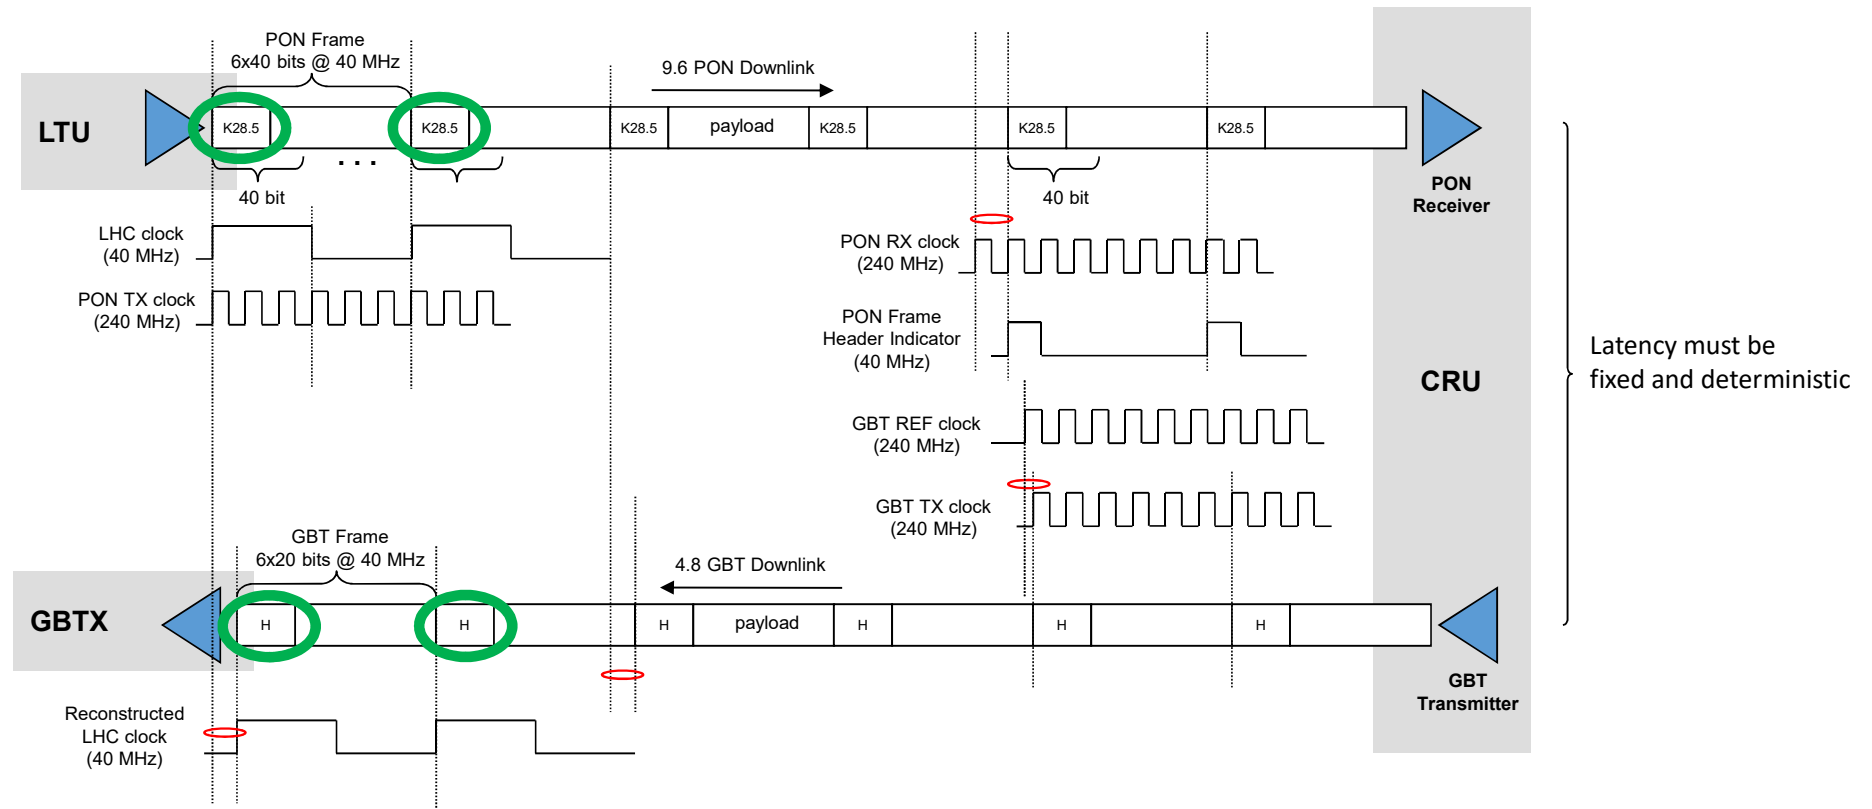 PON Frame
6x40 bits @ 40 MHz
9.6 PON Downlink
LTU
K28.5
K28.5
K28.5
payload
K28.5
K28.5
K28.5
. . .
40 bit
40 bit
PON
Receiver
LHC clock
(40 MHz)
PON RX clock
(240 MHz)
PON TX clock
(240 MHz)
PON Frame
Header Indicator
(40 MHz)
CRU
Latency must be
fixed and deterministic
GBT REF clock
(240 MHz)
GBT TX clock
(240 MHz)
GBT Frame
6x20 bits @ 40 MHz
4.8 GBT Downlink
GBTX
H
H
H
payload
H
H
H
GBT
Transmitter
Reconstructed
LHC clock
(40 MHz)